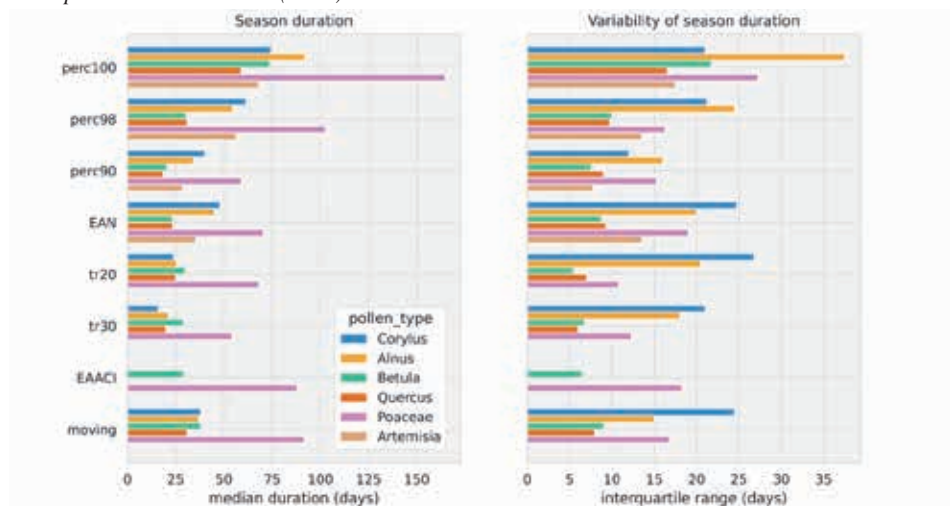 Season duration
Variability of season duration
perc100
perc98
perc90
EAN
tr20
tr30
EAACI
moving
pollen_type
Corylus
Alnus
Betula
Quercus
Poaceae
Artemisia
0 25 50 75 100 125 150
median duration (days)
0 5 10 15 20 25 30 35
interquartile range (days)